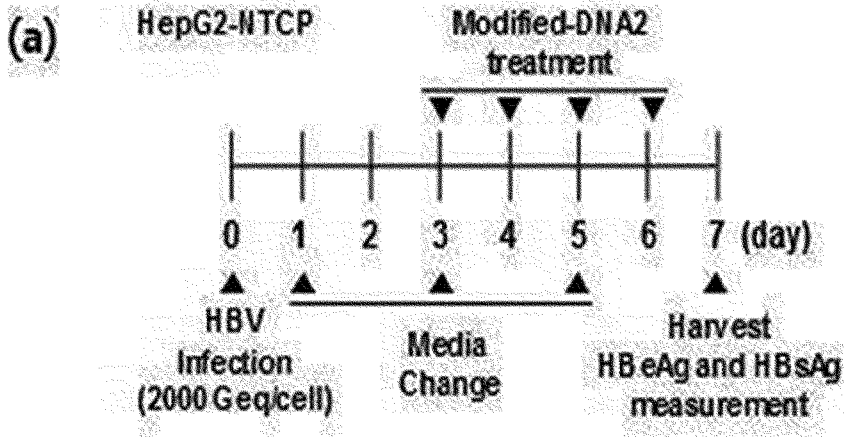 (a)
HepG2-NTCP
Modified-DNA2
treatment
0 1 2 3 4 5 6 7 (day)
HBV
Infection
(2000 Geq/cell)
Media
Change
Harvest
HBeAg and HBsAg
measurement